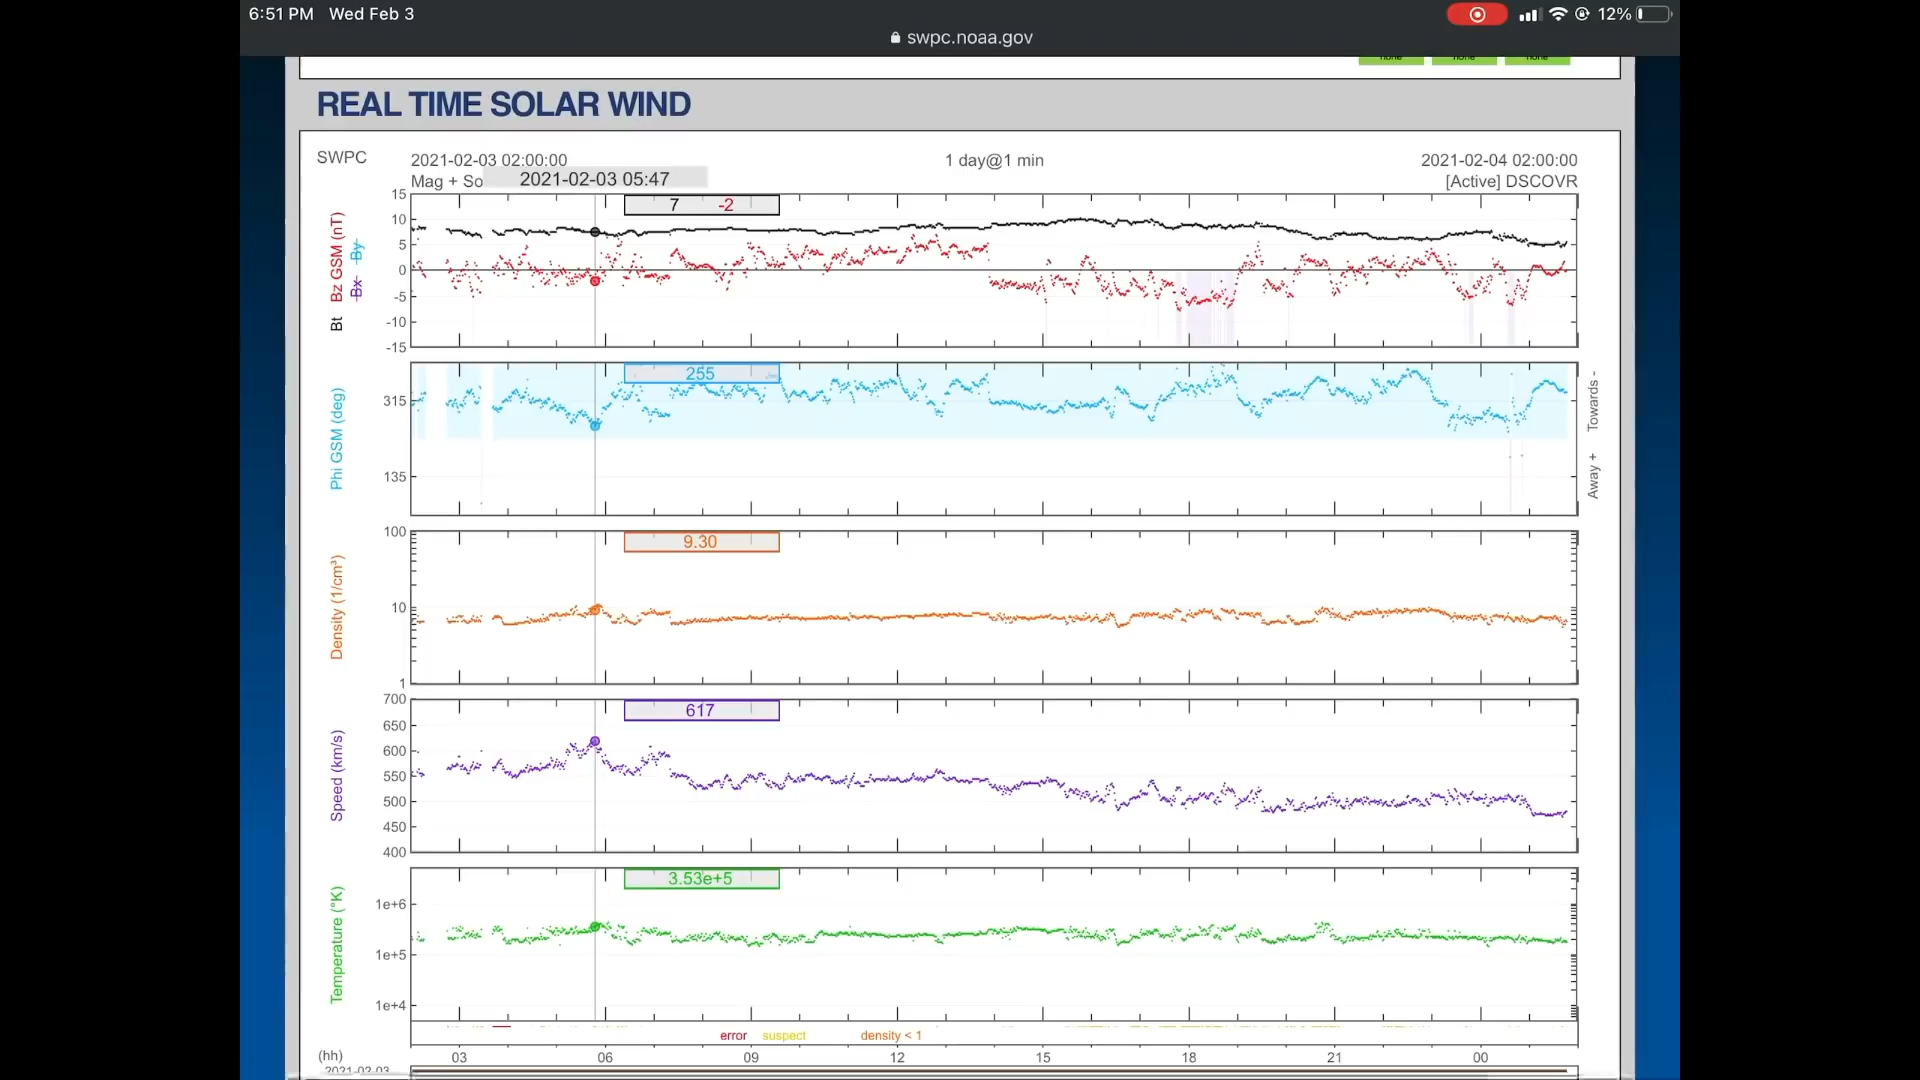 6:51 PM Wed Feb 3
12%
swpc.noaa.gov
none none none
REAL TIME SOLAR WIND
SWPC
2021-02-03 02:00:00
1 day@1 min
2021-02-04 02:00:00
Mag + So
2021-02-03 05:47
[Active] DSCOVR
7 -2
15
10
5
0
-5
-10
-15
Bt Bz GSM (nT)
Bx By
255
315
135
Phi GSM (deg)
Towards -
Away +
9.30
100
10
1
Density (1/cm³)
617
700
650
600
550
500
450
400
Speed (km/s)
3.53e+5
1e+6
1e+5
1e+4
Temperature (°K)
error suspect density < 1
(hh) 03 06 09 12 15 18 21 00
2021-02-03